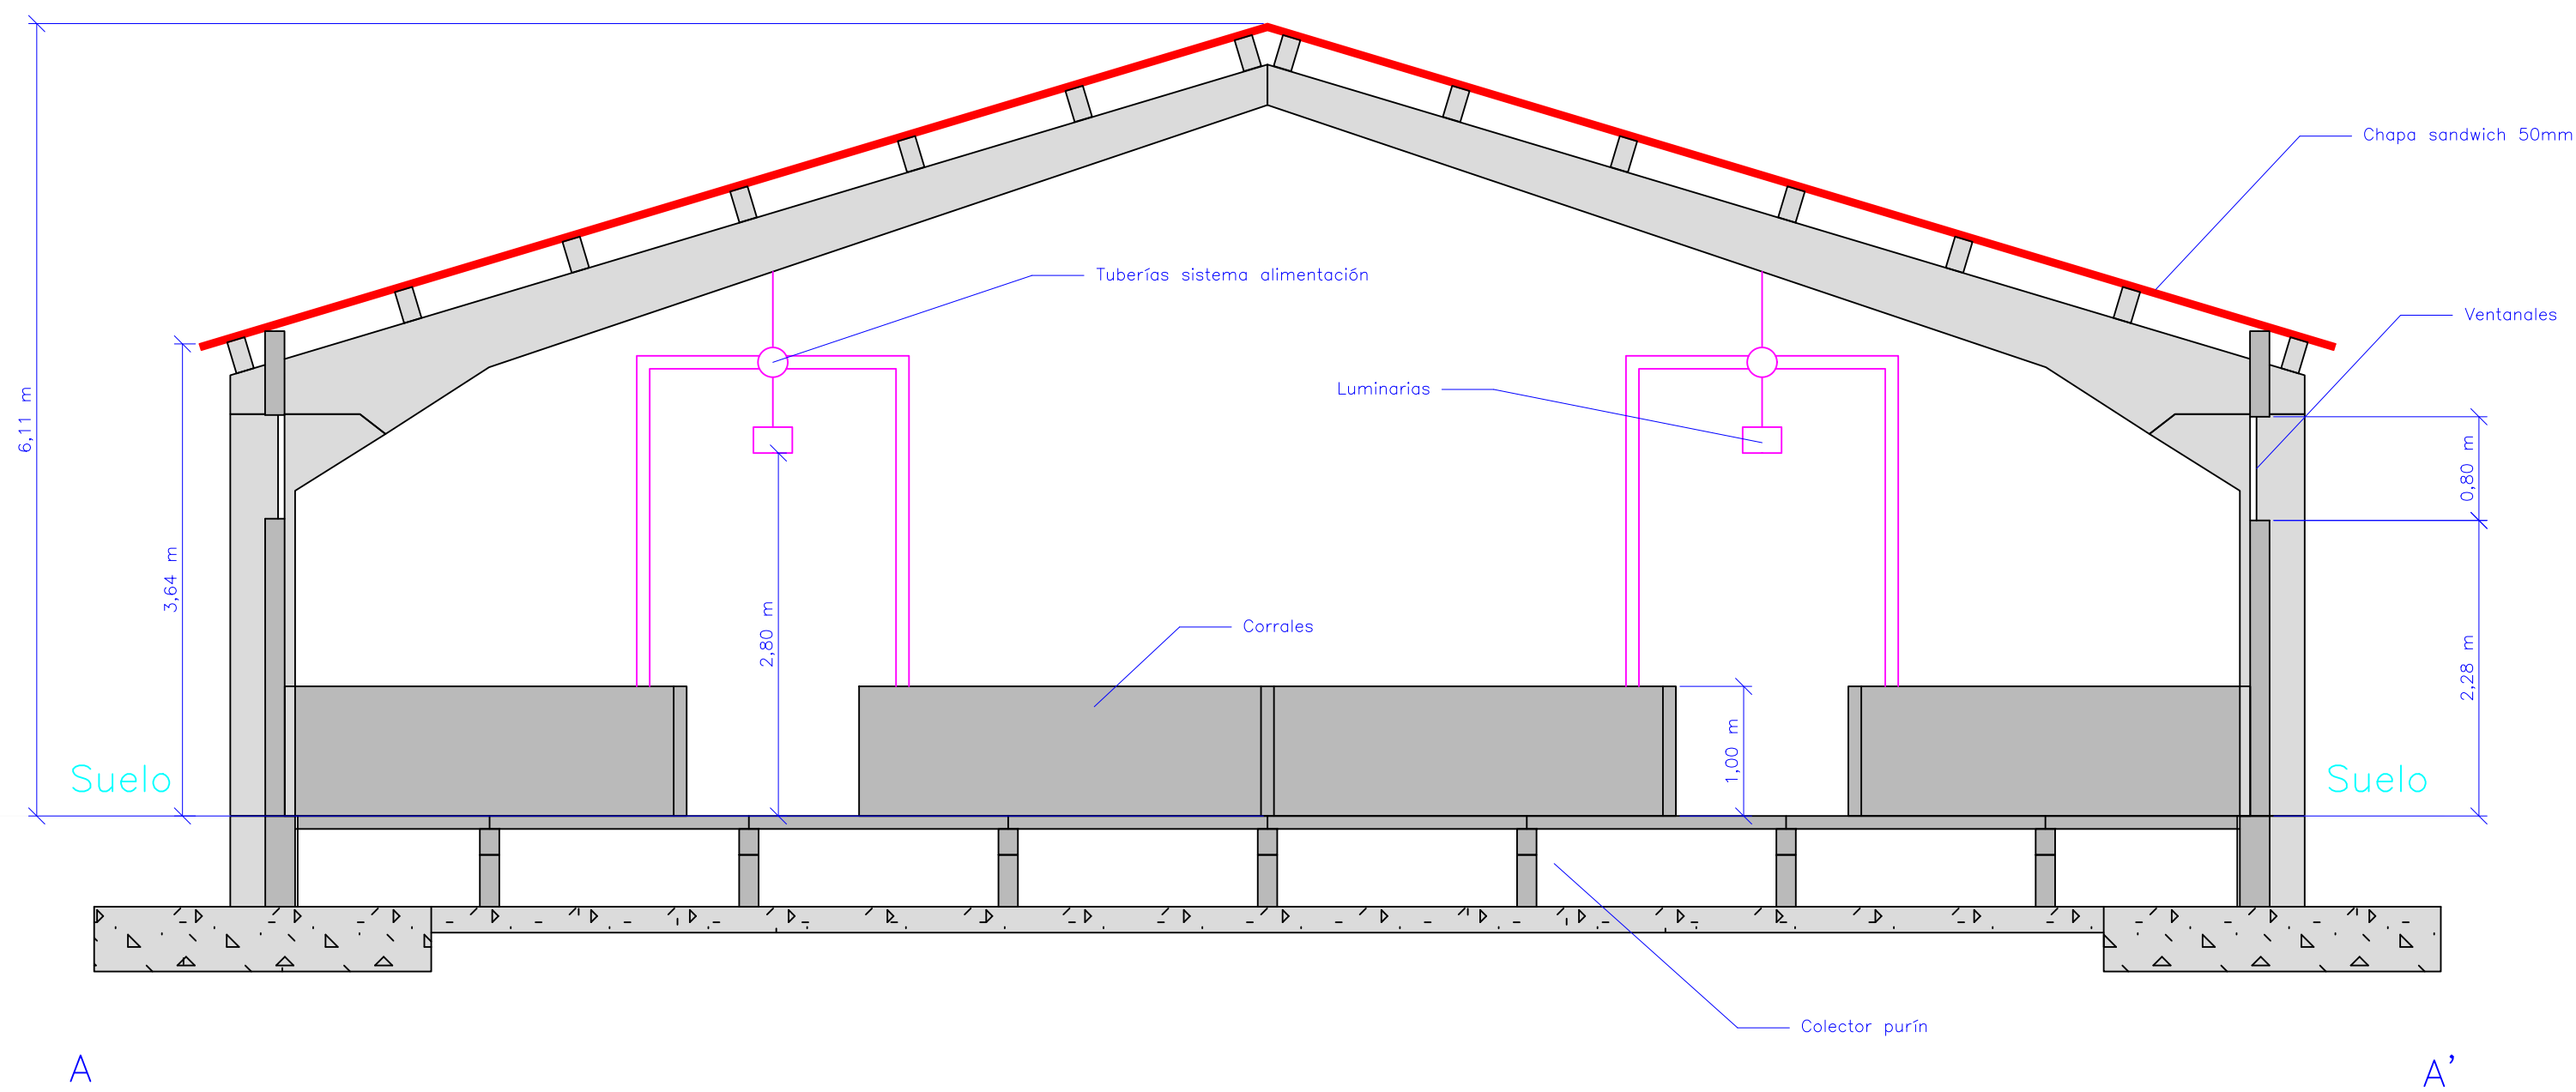 Chapa sandwich 50mm
Tuberías sistema alimentación
Ventanales
Luminarias
6,11 m
3,64 m
0,80 m
2,80 m
Corrales
2,28 m
1,00 m
Suelo
Suelo
Colector purín
A
A'